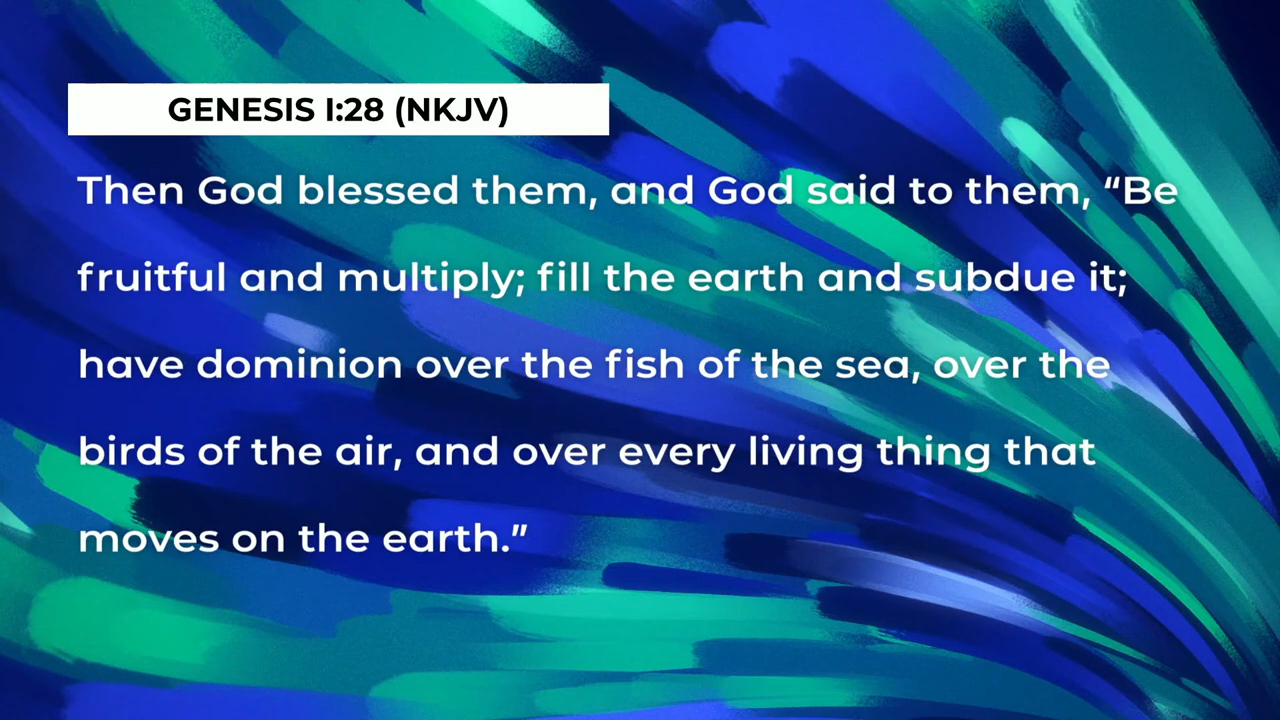 GENESIS 1:28 (NKJV)
Then God blessed them, and God said to them, “Be
fruitful and multiply; fill the earth and subdue it;
have dominion over the fish of the sea, over the
birds of the air, and over every living thing that
moves on the earth.”